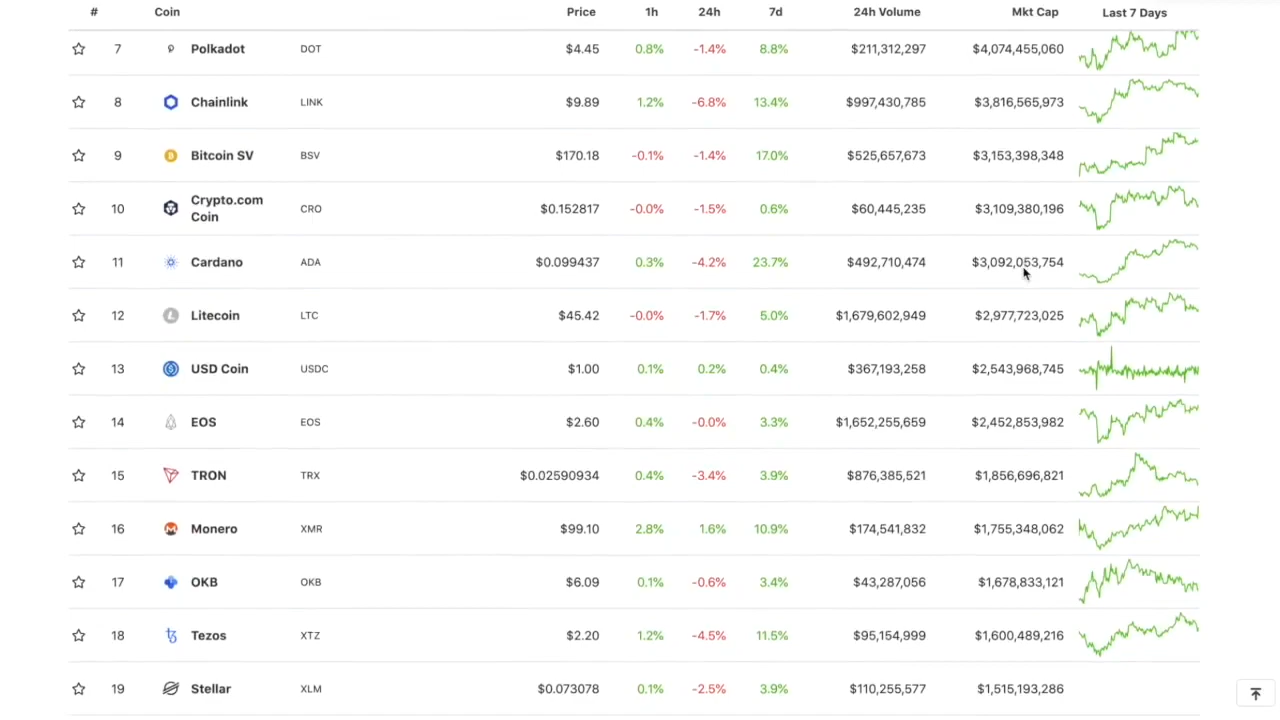 # Coin Price 1h 24h 7d 24h Volume Mkt Cap Last 7 Days
7 Polkadot DOT $4.45 0.8% -1.4% 8.8% $211,312,297 $4,074,455,060
8 Chainlink LINK $9.89 1.2% -6.8% 13.4% $997,430,785 $3,816,565,973
9 Bitcoin SV BSV $170.18 -0.1% -1.4% 17.0% $525,657,673 $3,153,398,348
10 Crypto.com Coin CRO $0.152817 -0.0% -1.5% 0.6% $60,445,235 $3,109,380,196
11 Cardano ADA $0.099437 0.3% -4.2% 23.7% $492,710,474 $3,092,053,754
12 Litecoin LTC $45.42 -0.0% -1.7% 5.0% $1,679,602,949 $2,977,723,025
13 USD Coin USDC $1.00 0.1% 0.2% 0.4% $367,193,258 $2,543,968,745
14 EOS EOS $2.60 0.4% -0.0% 3.3% $1,652,255,659 $2,452,853,982
15 TRON TRX $0.02590934 0.4% -3.4% 3.9% $876,385,521 $1,856,696,821
16 Monero XMR $99.10 2.8% 1.6% 10.9% $174,541,832 $1,755,348,062
17 OKB OKB $6.09 0.1% -0.6% 3.4% $43,287,056 $1,678,833,121
18 Tezos XTZ $2.20 1.2% -4.5% 11.5% $95,154,999 $1,600,489,216
19 Stellar XLM $0.073078 0.1% -2.5% 3.9% $110,255,577 $1,515,193,286